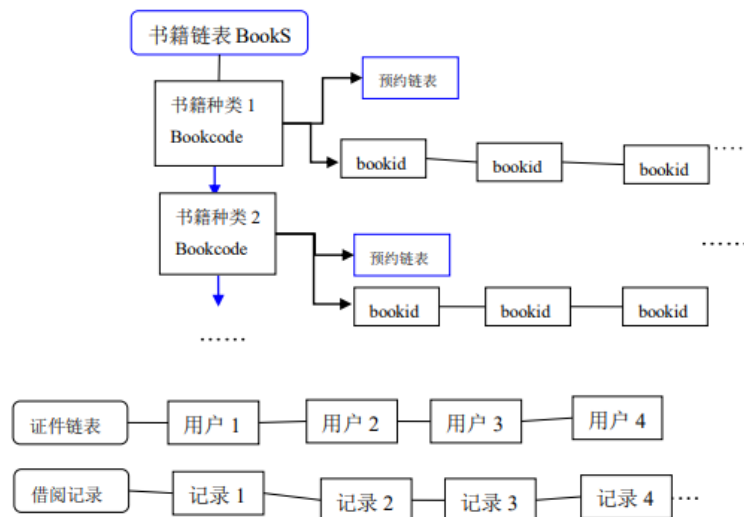 书籍链表 BookS
书籍种类 1
Bookcode
预约链表
bookid
bookid
bookid
……
书籍种类 2
Bookcode
预约链表
……
bookid
bookid
bookid
……
证件链表
用户 1
用户 2
用户 3
用户 4
借阅记录
记录 1
记录 2
记录 3
记录 4
……